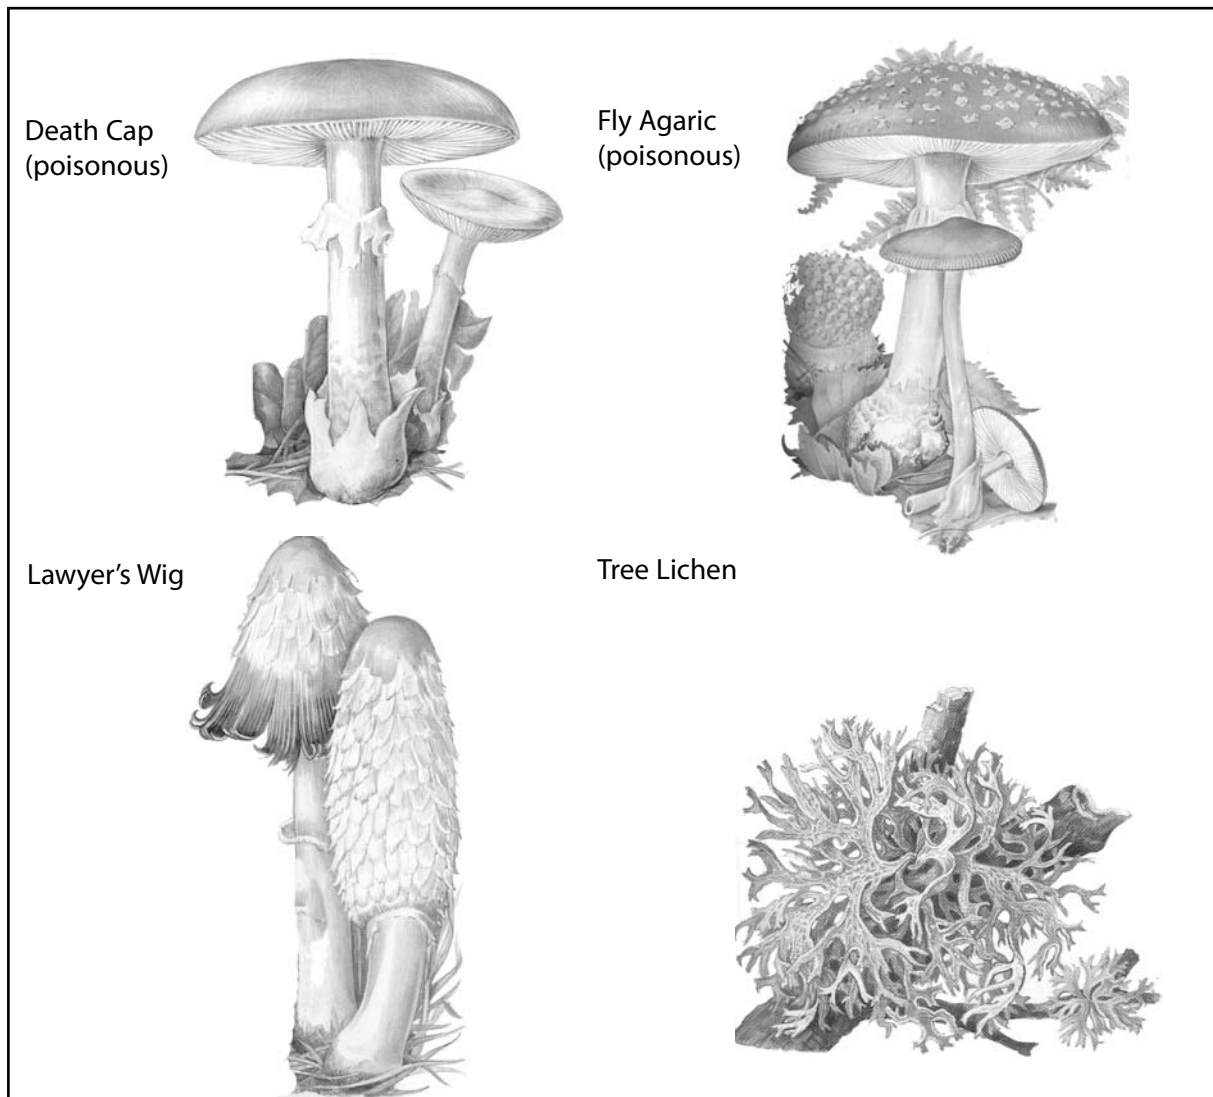 Death Cap
(poisonous)
Fly Agaric
(poisonous)
Lawyer’s Wig
Tree Lichen